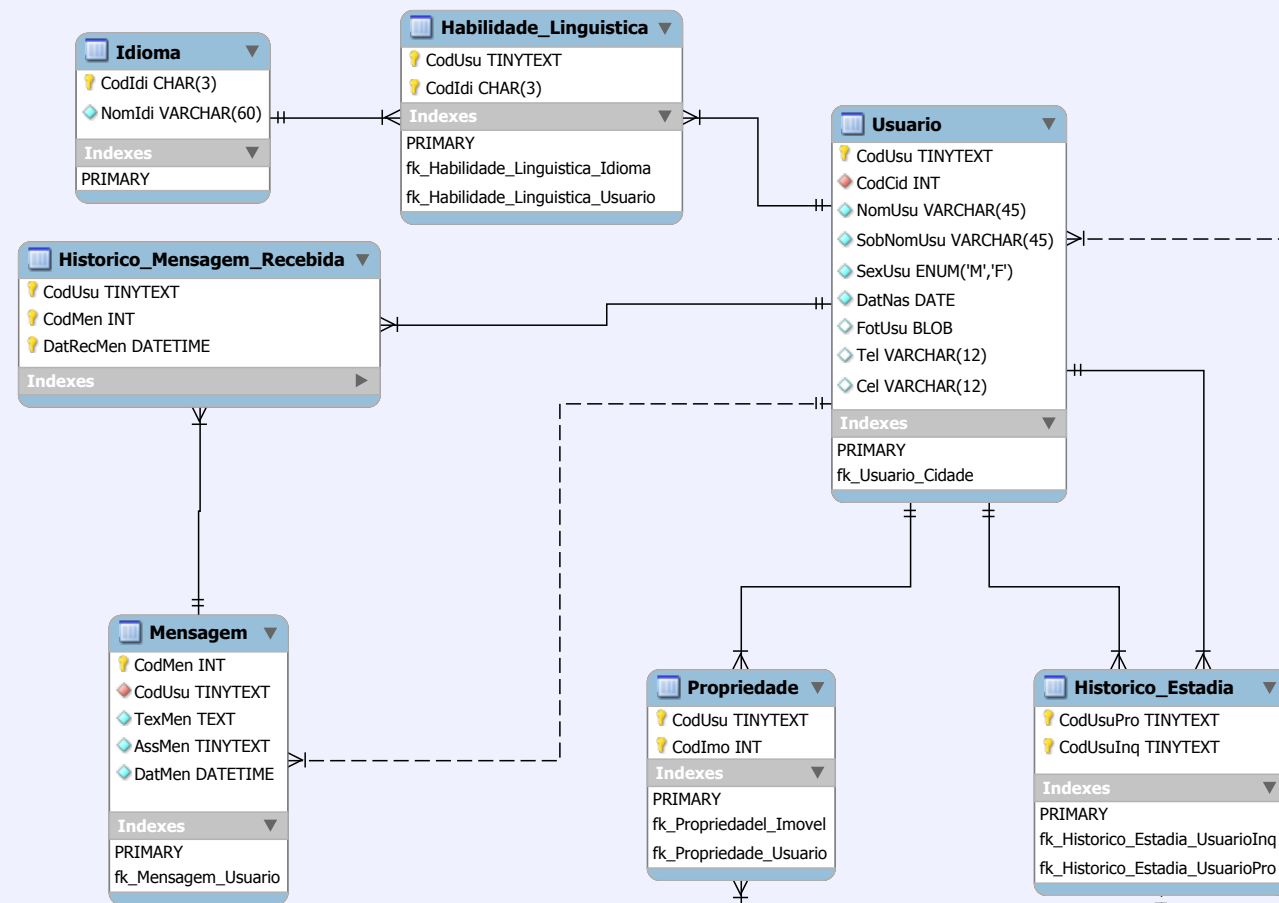 Idioma
CodIdi CHAR(3)
NomIdi VARCHAR(60)
Indexes
PRIMARY
Habilidade_Linguistica
CodUsu TINYTEXT
CodIdi CHAR(3)
Indexes
PRIMARY
fk_Habilidade_Linguistica_Idioma
fk_Habilidade_Linguistica_Usuario
Usuario
CodUsu TINYTEXT
CodCid INT
NomUsu VARCHAR(45)
SobNomUsu VARCHAR(45)
SexUsu ENUM('M','F')
DatNas DATE
FotUsu BLOB
Tel VARCHAR(12)
Cel VARCHAR(12)
Indexes
PRIMARY
fk_Usuario_Cidade
Historico_Mensagem_Recebida
CodUsu TINYTEXT
CodMen INT
DatRecMen DATETIME
Indexes
Mensagem
CodMen INT
CodUsu TINYTEXT
TexMen TEXT
AssMen TINYTEXT
DatMen DATETIME
Indexes
PRIMARY
fk_Mensagem_Usuario
Propriedade
CodUsu TINYTEXT
CodImo INT
Indexes
PRIMARY
fk_Propriedadel_Imovel
fk_Propriedade_Usuario
Historico_Estadia
CodUsuPro TINYTEXT
CodUsuInq TINYTEXT
Indexes
PRIMARY
fk_Historico_Estadia_UsuarioInq
fk_Historico_Estadia_UsuarioPro